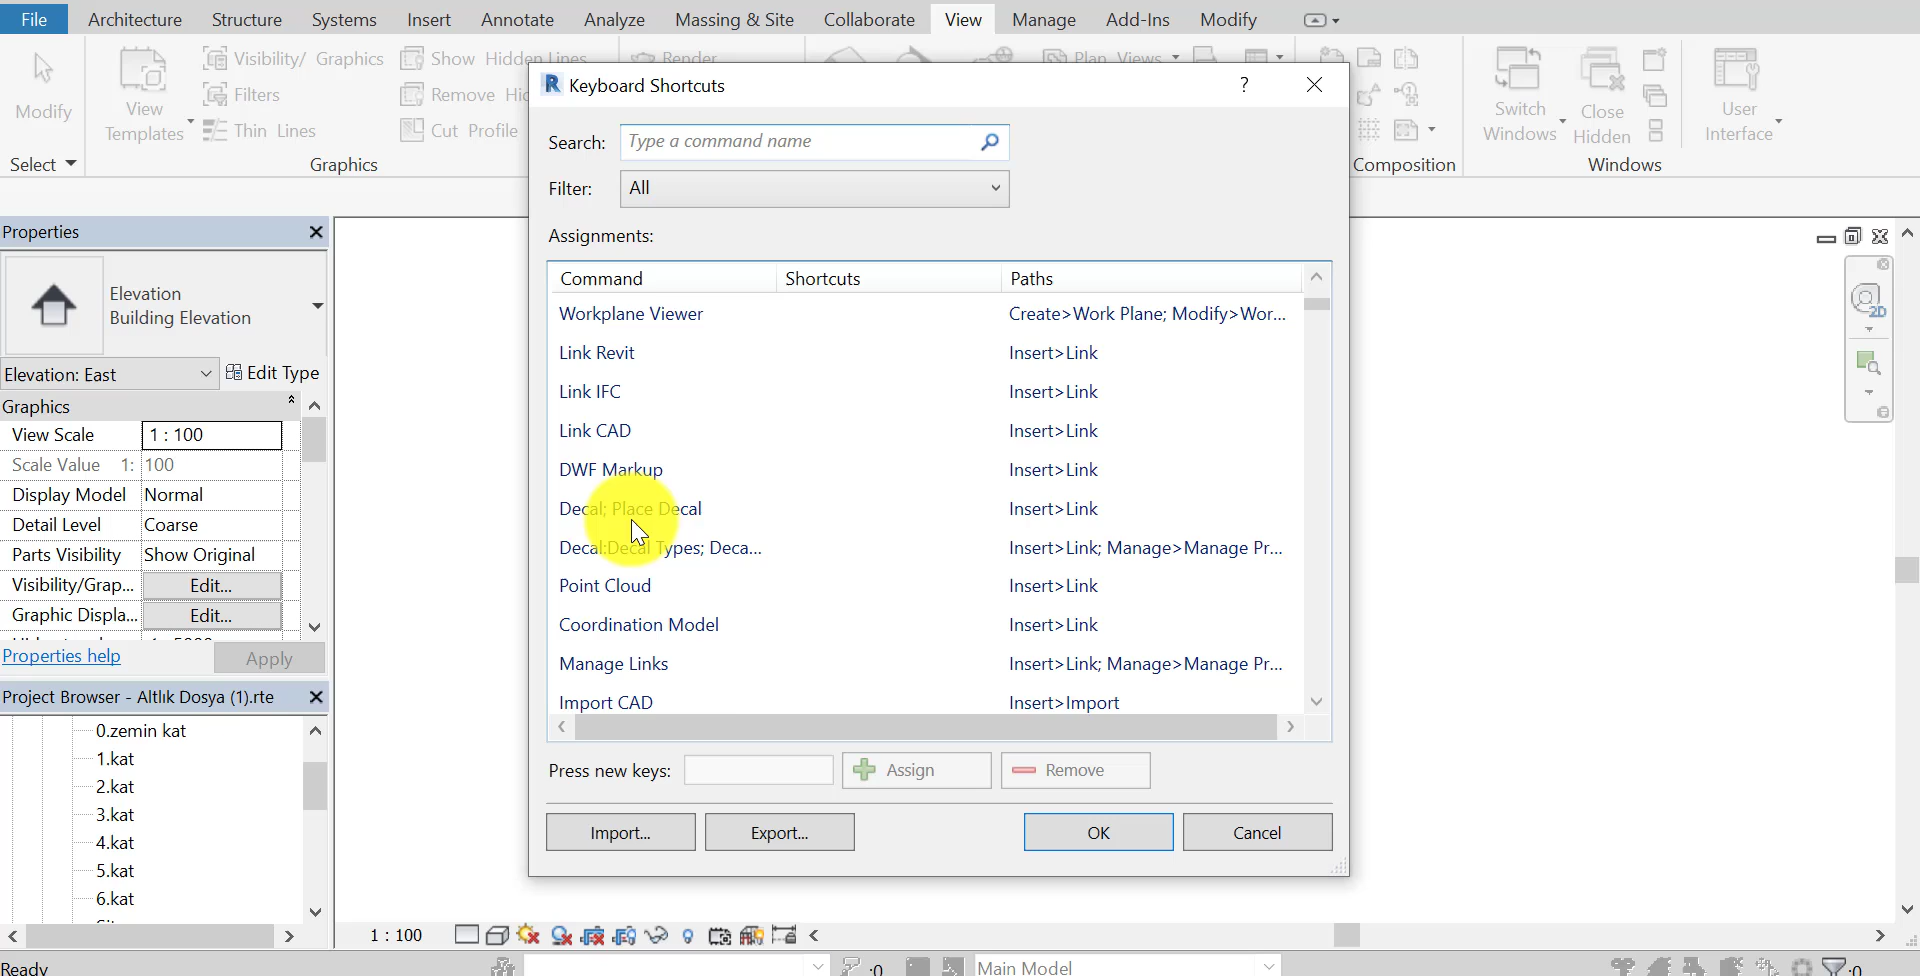 File Architecture Structure Systems Insert Annotate Analyze Massing & Site Collaborate View Manage Add-Ins Modify
Modify
Select
View
Templates
Visibility/ Graphics
Filters
Thin Lines
Show Hidden Lines
Remove Hid
Cut Profile
Graphics
Render
Plan Views
Composition
Switch
Windows
Close
Hidden
User
Interface
Windows
R Keyboard Shortcuts ?
Search: Type a command name
Filter: All
Assignments:
Command Shortcuts Paths
Workplane Viewer Create>Work Plane; Modify>Wor...
Link Revit Insert>Link
Link IFC Insert>Link
Link CAD Insert>Link
DWF Markup Insert>Link
Decal; Place Decal Insert>Link
Decal:Decal Types; Deca... Insert>Link; Manage>Manage Pr...
Point Cloud Insert>Link
Coordination Model Insert>Link
Manage Links Insert>Link; Manage>Manage Pr...
Import CAD Insert>Import
Press new keys: Assign Remove
Import... Export... OK Cancel
Properties
Elevation
Building Elevation
Elevation: East Edit Type
Graphics
View Scale 1 : 100
Scale Value 1: 100
Display Model Normal
Detail Level Coarse
Parts Visibility Show Original
Visibility/Grap... Edit...
Graphic Displa... Edit...
Properties help Apply
Project Browser - Altlık Dosya (1).rte
0.zemin kat
1.kat
2.kat
3.kat
4.kat
5.kat
6.kat
2D
1 : 100
Ready :0 Main Model :0